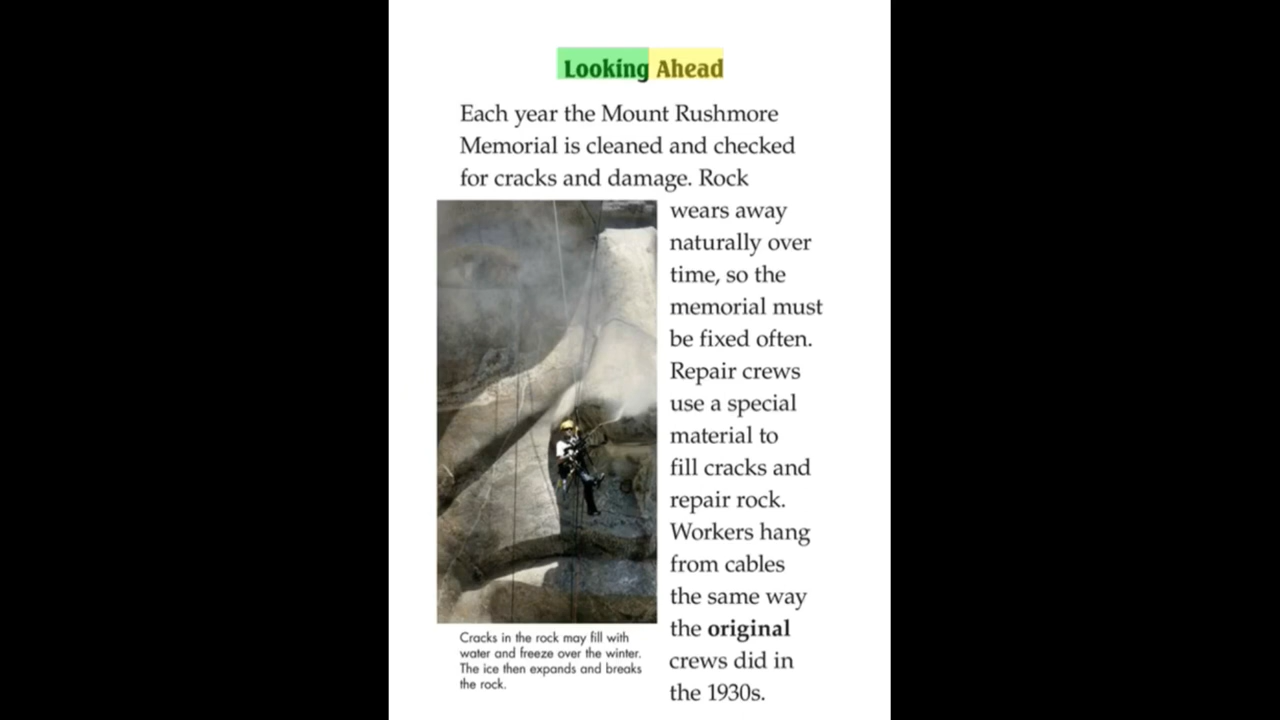 Looking Ahead
Each year the Mount Rushmore
Memorial is cleaned and checked
for cracks and damage. Rock
wears away
naturally over
time, so the
memorial must
be fixed often.
Repair crews
use a special
material to
fill cracks and
repair rock.
Workers hang
from cables
the same way
the original
crews did in
the 1930s.
Cracks in the rock may fill with
water and freeze over the winter.
The ice then expands and breaks
the rock.